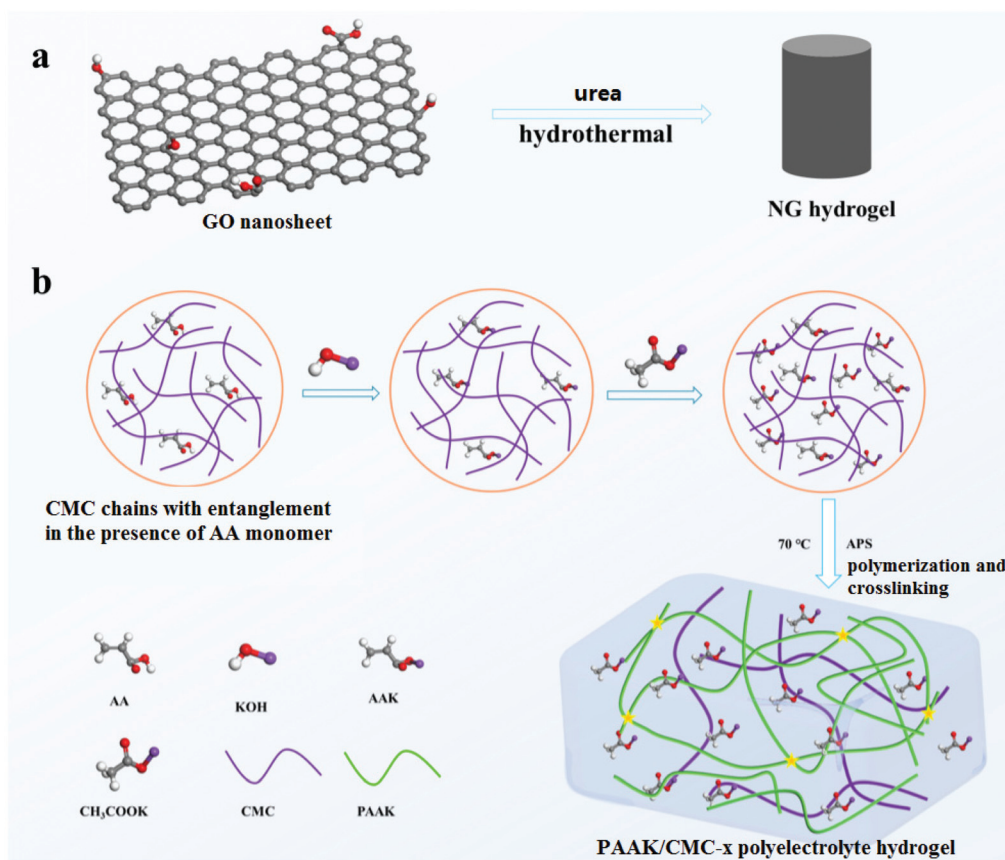 a
urea
hydrothermal
GO nanosheet
NG hydrogel
b
CMC chains with entanglement
in the presence of AA monomer
70 °C
APS
polymerization and
crosslinking
AA
KOH
AAK
CH₃COOK
CMC
PAAK
PAAK/CMC-x polyelectrolyte hydrogel